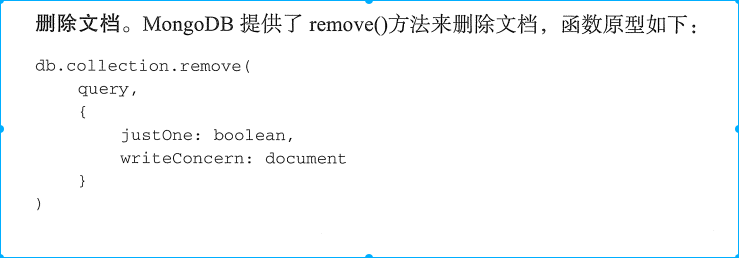 删除文档。MongoDB 提供了 remove()方法来删除文档，函数原型如下：
db.collection.remove(
    query,
    {
        justOne: boolean,
        writeConcern: document
    }
)